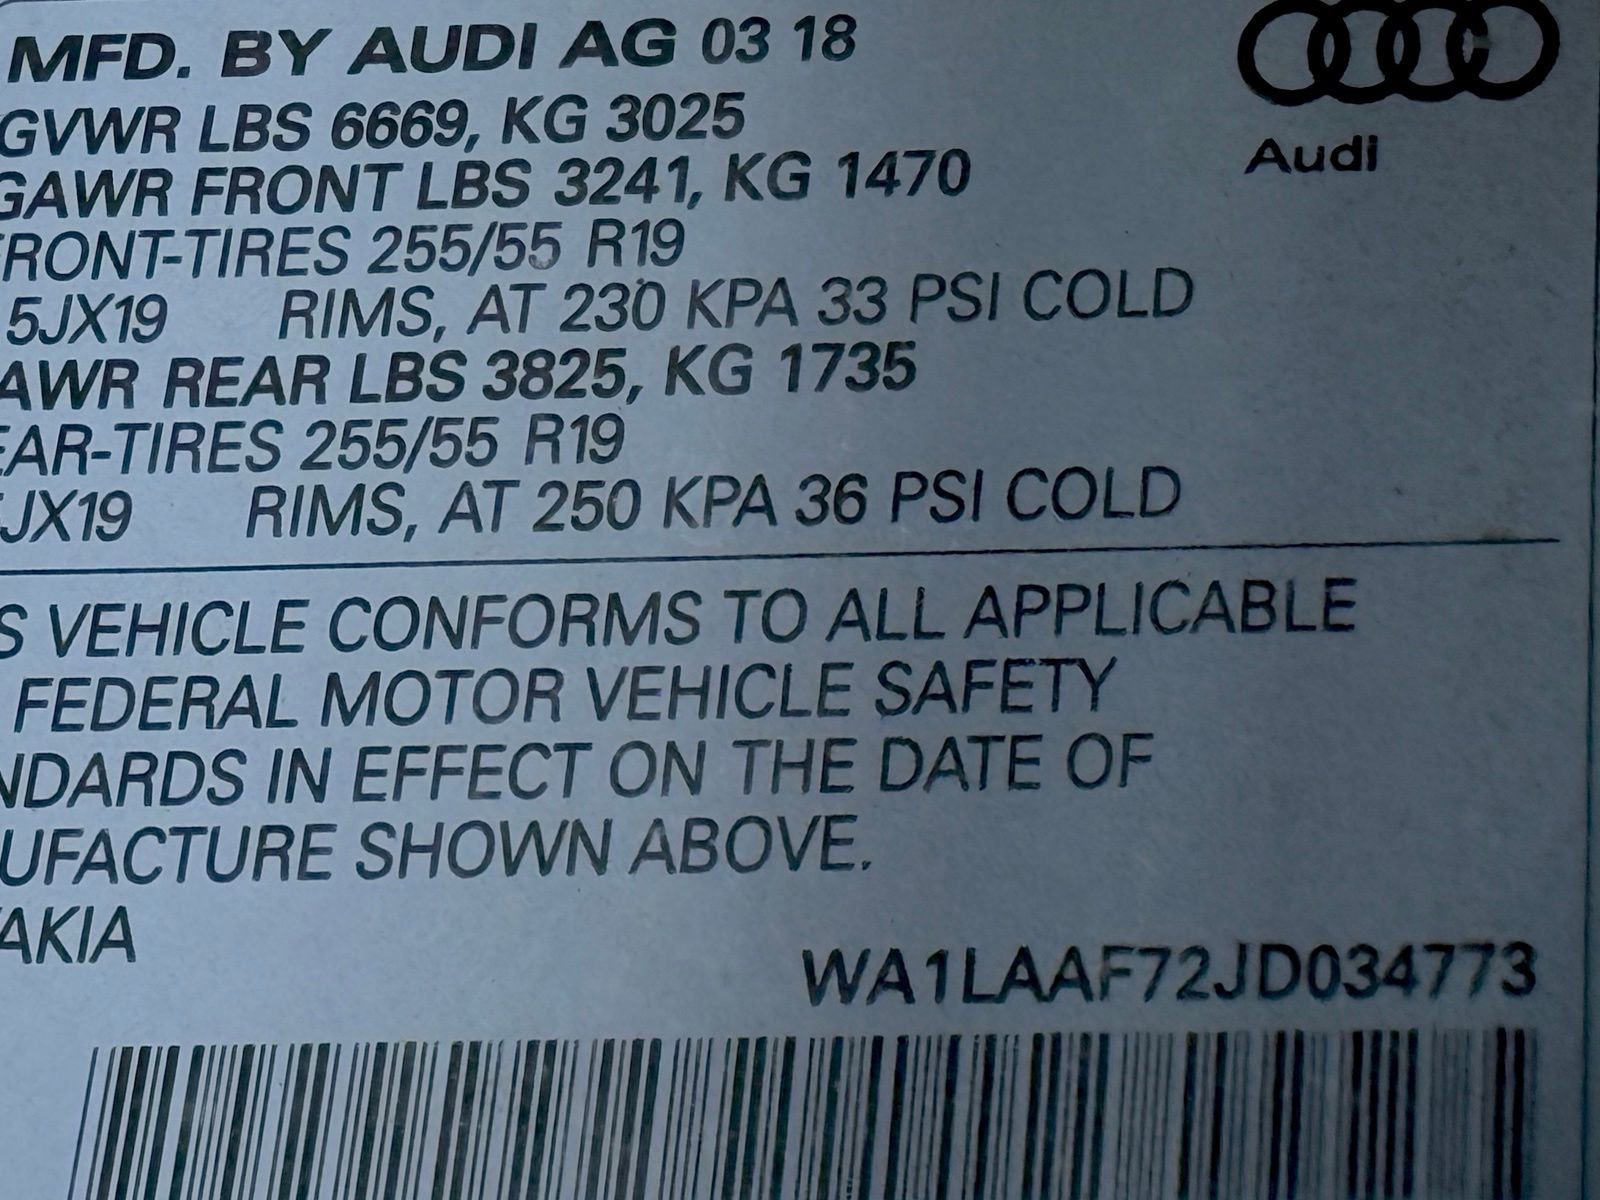 MFD. BY AUDI AG 03 18
GVWR LBS 6669, KG 3025
GAWR FRONT LBS 3241, KG 1470
FRONT-TIRES 255/55 R19
5JX19 RIMS, AT 230 KPA 33 PSI COLD
AWR REAR LBS 3825, KG 1735
EAR-TIRES 255/55 R19
JX19 RIMS, AT 250 KPA 36 PSI COLD
S VEHICLE CONFORMS TO ALL APPLICABLE
FEDERAL MOTOR VEHICLE SAFETY
NDARDS IN EFFECT ON THE DATE OF
UFACTURE SHOWN ABOVE.
AKIA
WA1LAAF72JD034773
Audi